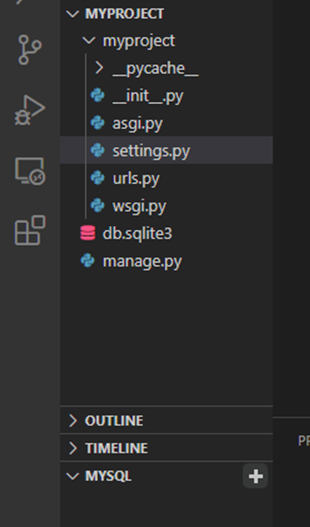 MYPROJECT
myproject
__pycache__
__init__.py
asgi.py
settings.py
urls.py
wsgi.py
db.sqlite3
manage.py
OUTLINE
TIMELINE
MYSQL